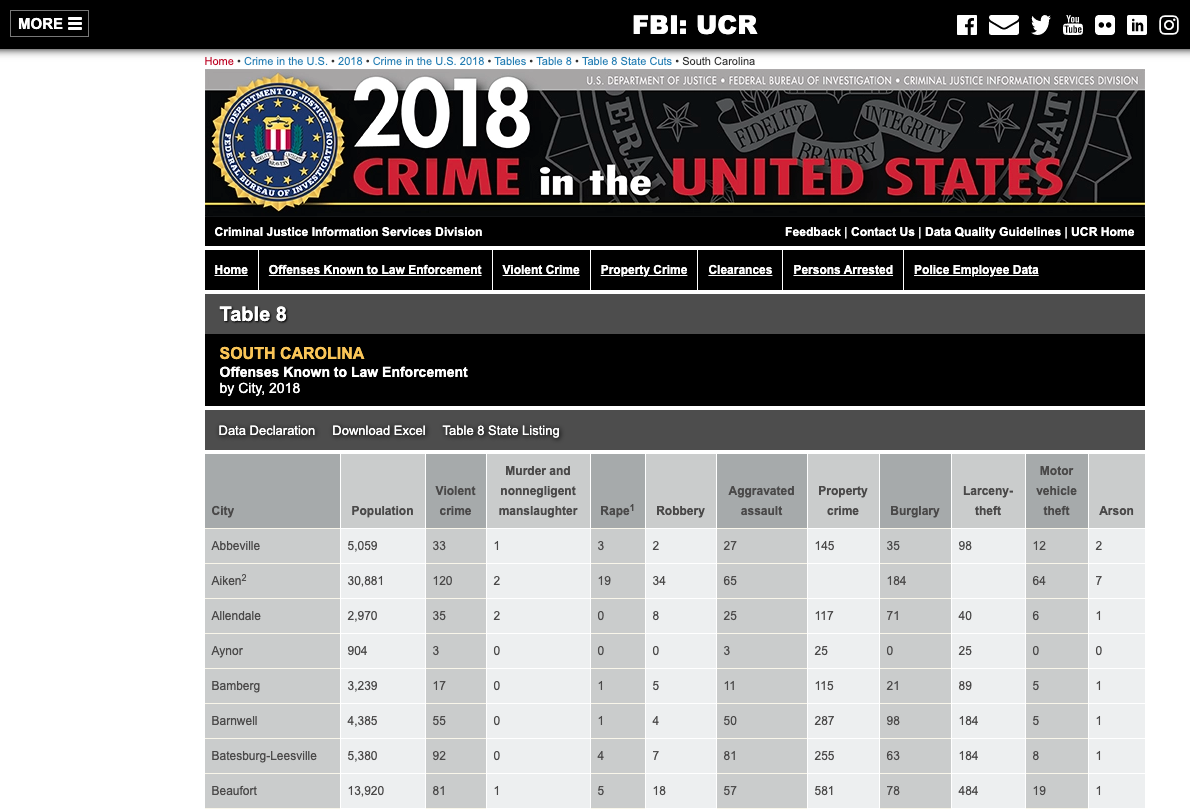 MORE
FBI: UCR
You Tube
in
Home • Crime in the U.S. • 2018 • Crime in the U.S. 2018 • Tables • Table 8 • Table 8 State Cuts • South Carolina
U.S. DEPARTMENT OF JUSTICE • FEDERAL BUREAU OF INVESTIGATION • CRIMINAL JUSTICE INFORMATION SERVICES DIVISION
DEPARTMENT OF JUSTICE
FEDERAL BUREAU OF INVESTIGATION
FIDELITY
BRAVERY
INTEGRITY
2018
CRIME in the UNITED STATES
Criminal Justice Information Services Division
Feedback | Contact Us | Data Quality Guidelines | UCR Home
Home Offenses Known to Law Enforcement Violent Crime Property Crime Clearances Persons Arrested Police Employee Data
Table 8
SOUTH CAROLINA
Offenses Known to Law Enforcement
by City, 2018
Data Declaration Download Excel Table 8 State Listing
City Population Violent crime Murder and nonnegligent manslaughter Rape1 Robbery Aggravated assault Property crime Burglary Larceny-theft Motor vehicle theft Arson
Abbeville 5,059 33 1 3 2 27 145 35 98 12 2
Aiken2 30,881 120 2 19 34 65 184 64 7
Allendale 2,970 35 2 0 8 25 117 71 40 6 1
Aynor 904 3 0 0 0 3 25 0 25 0 0
Bamberg 3,239 17 0 1 5 11 115 21 89 5 1
Barnwell 4,385 55 0 1 4 50 287 98 184 5 1
Batesburg-Leesville 5,380 92 0 4 7 81 255 63 184 8 1
Beaufort 13,920 81 1 5 18 57 581 78 484 19 1